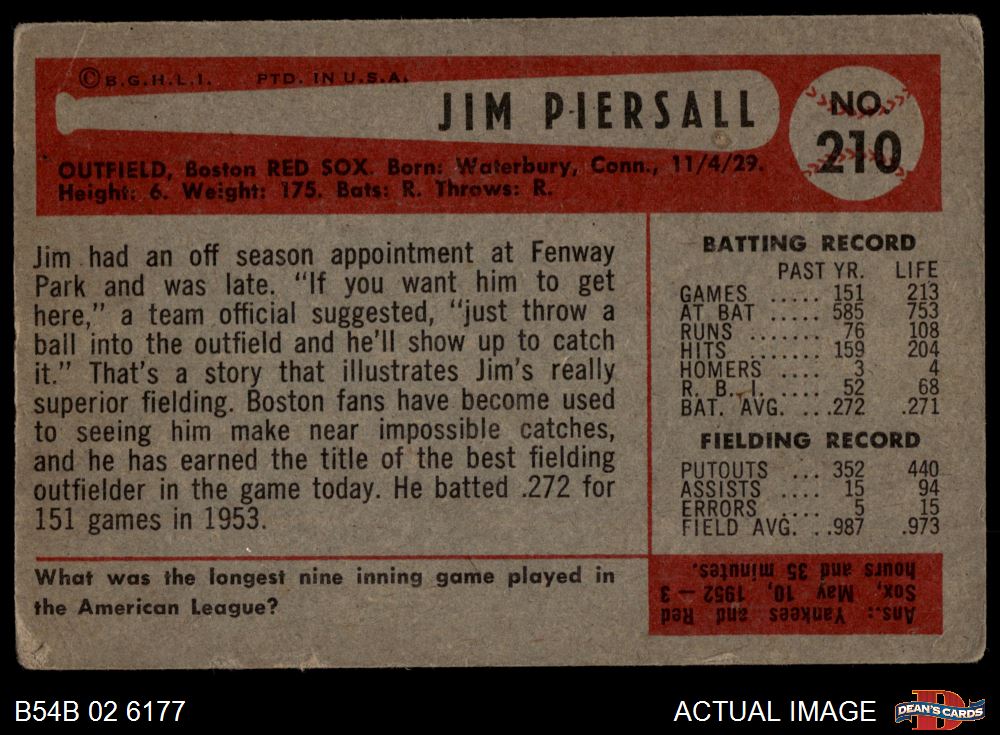 ©B.G.H.L.I. PTD. IN U.S.A.
JIM PIERSALL
NO.
210
OUTFIELD, Boston RED SOX. Born: Waterbury, Conn., 11/4/29.
Height: 6. Weight: 175. Bats: R. Throws: R.
Jim had an off season appointment at Fenway
Park and was late. "If you want him to get
here," a team official suggested, "just throw a
ball into the outfield and he'll show up to catch
it." That's a story that illustrates Jim's really
superior fielding. Boston fans have become used
to seeing him make near impossible catches,
and he has earned the title of the best fielding
outfielder in the game today. He batted .272 for
151 games in 1953.
BATTING RECORD
PAST YR. LIFE
GAMES ..... 151 213
AT BAT ..... 585 753
RUNS ....... 76 108
HITS ....... 159 204
HOMERS .... 3 4
R. B. I. .... 52 68
BAT. AVG. ... .272 .271
FIELDING RECORD
PUTOUTS ... 352 440
ASSISTS .... 15 94
ERRORS .... 5 15
FIELD AVG. . .987 .973
What was the longest nine inning game played in
the American League?
Ans.: Yankees and Red
Sox, May 10, 1952 — 3
hours and 35 minutes.
B54B 02 6177
ACTUAL IMAGE
D
DEAN'S CARDS